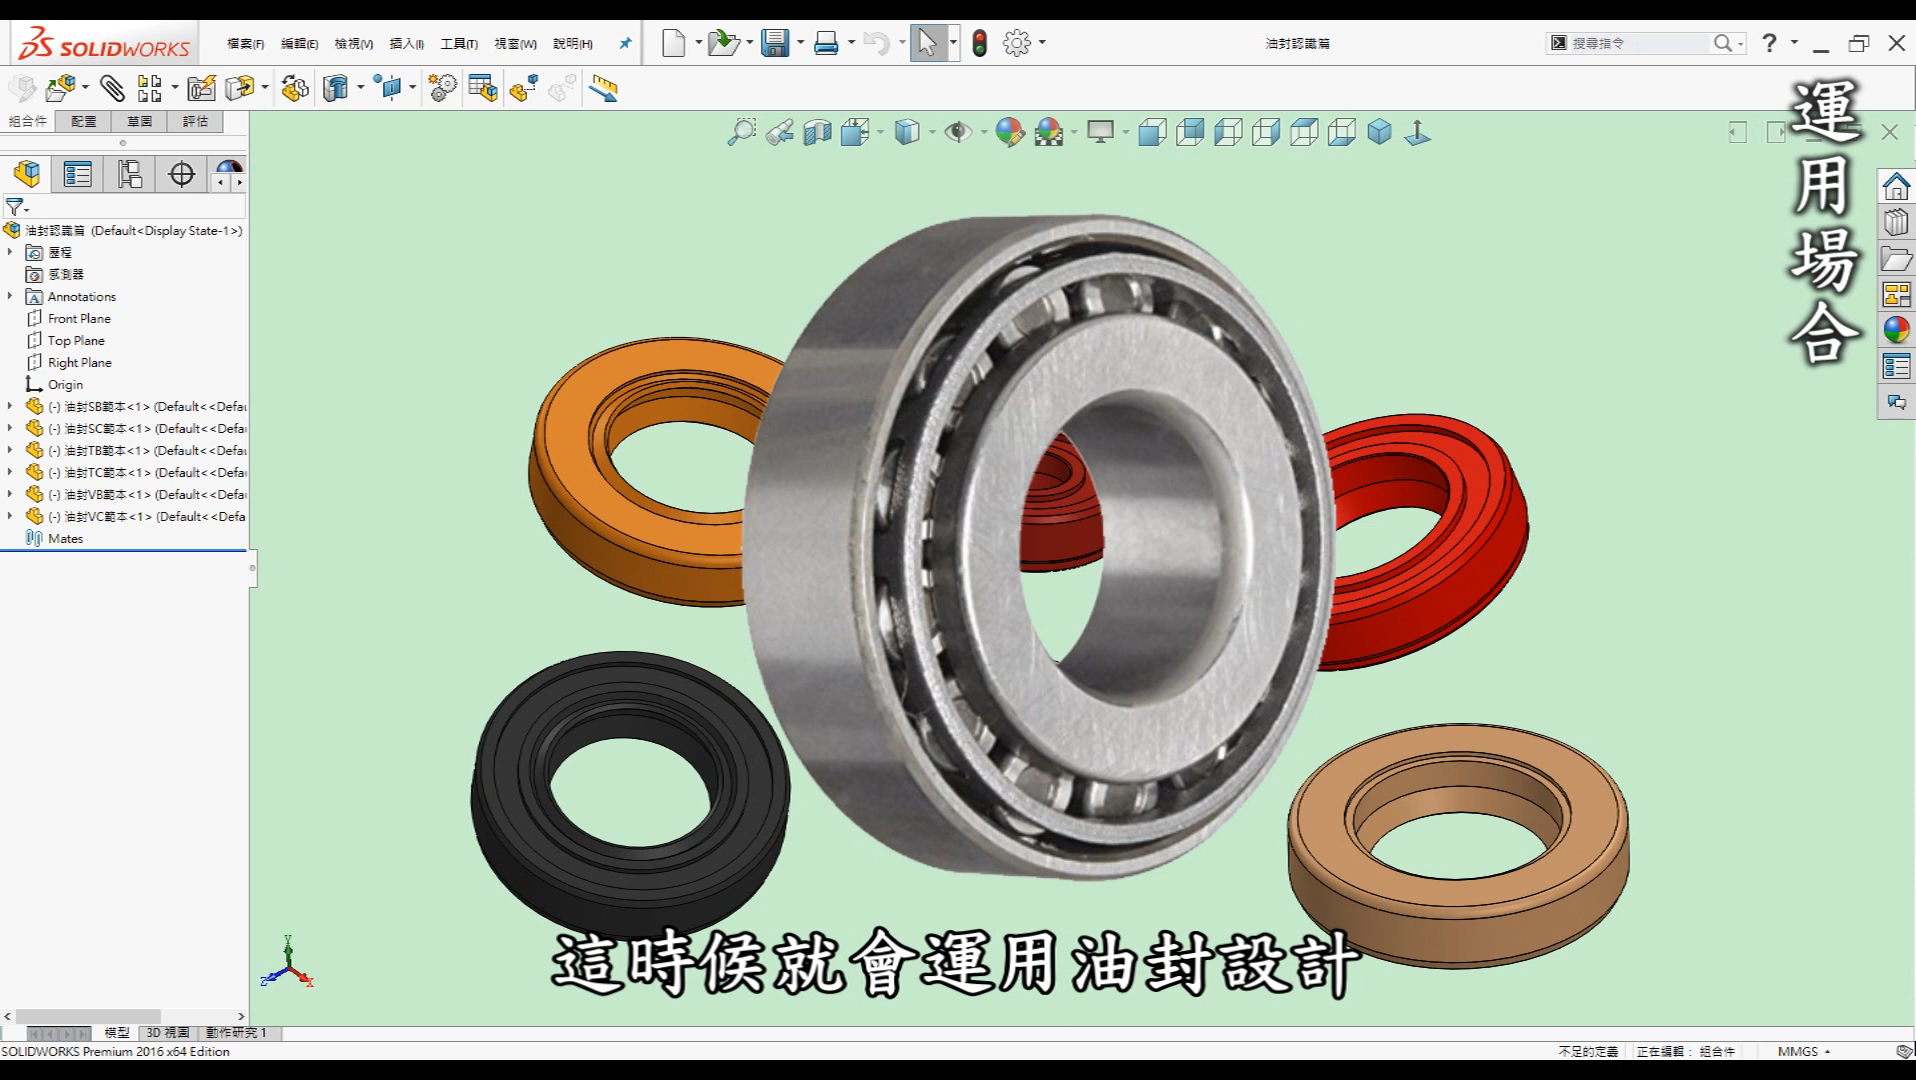 SOLIDWORKS
檔案(F) 編輯(E) 檢視(V) 插入(I) 工具(T) 視窗(W) 說明(H)
油封認識篇
搜尋指令
組合件 配置 草圖 評估
油封認識篇 (Default<Display State-1>)
歷程
感測器
Annotations
Front Plane
Top Plane
Right Plane
Origin
(-) 油封SB範本<1> (Default<<Defau
(-) 油封SC範本<1> (Default<<Defau
(-) 油封TB範本<1> (Default<<Defau
(-) 油封TC範本<1> (Default<<Defau
(-) 油封VB範本<1> (Default<<Defau
(-) 油封VC範本<1> (Default<<Defa
Mates
運用場合
這時候就會運用油封設計
Y
Z
X
模型 3D 視圖 動作研究 1
SOLIDWORKS Premium 2016 x64 Edition
不足的定義 正在編輯： 組合件 MMGS